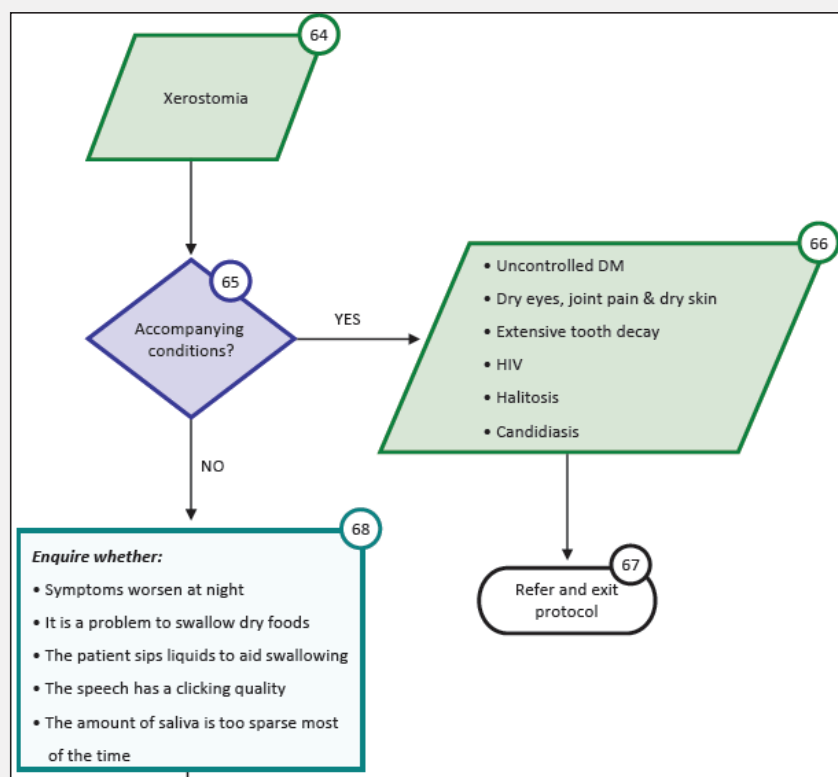 64
Xerostomia
65
Accompanying
conditions?
YES
66
• Uncontrolled DM
• Dry eyes, joint pain & dry skin
• Extensive tooth decay
• HIV
• Halitosis
• Candidiasis
NO
67
Refer and exit
protocol
68
Enquire whether:
• Symptoms worsen at night
• It is a problem to swallow dry foods
• The patient sips liquids to aid swallowing
• The speech has a clicking quality
• The amount of saliva is too sparse most
of the time